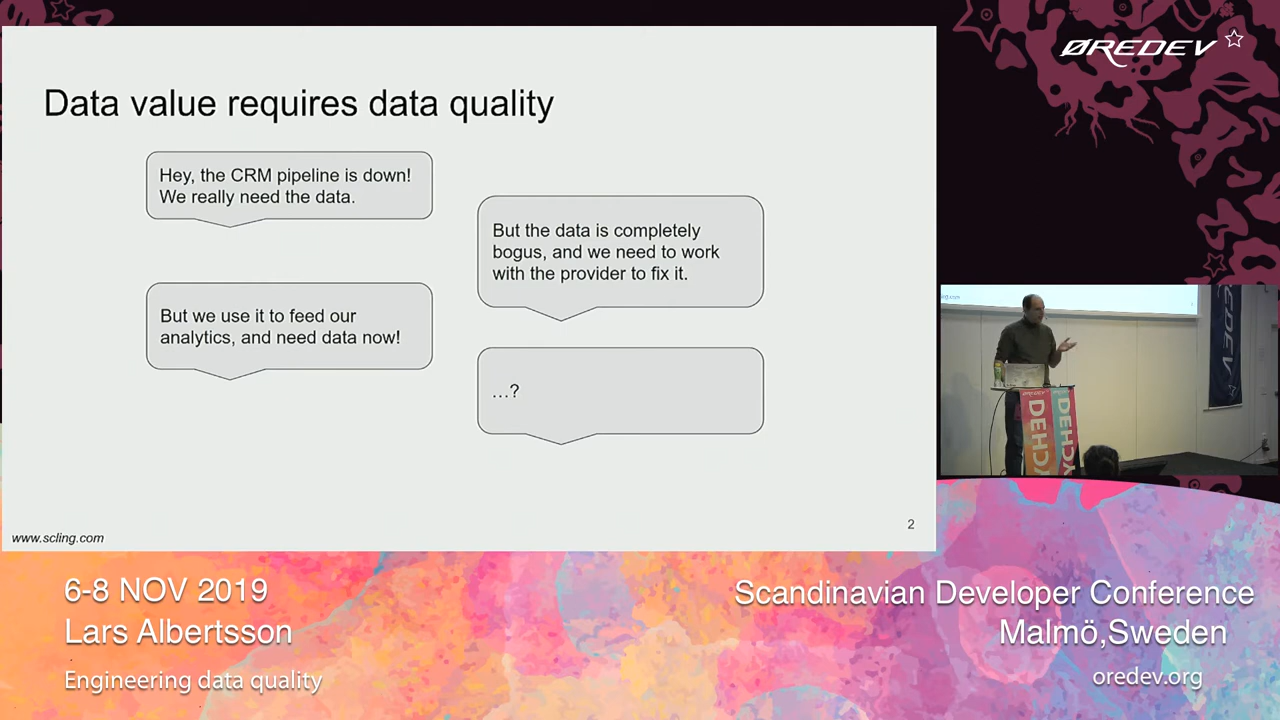 ØREDEV
Data value requires data quality
Hey, the CRM pipeline is down!
We really need the data.
But the data is completely
bogus, and we need to work
with the provider to fix it.
But we use it to feed our
analytics, and need data now!
…?
www.scling.com
2
ØREDEV
DEHCY
DEHCY
6-8 NOV 2019
Lars Albertsson
Engineering data quality
Scandinavian Developer Conference
Malmö,Sweden
oredev.org